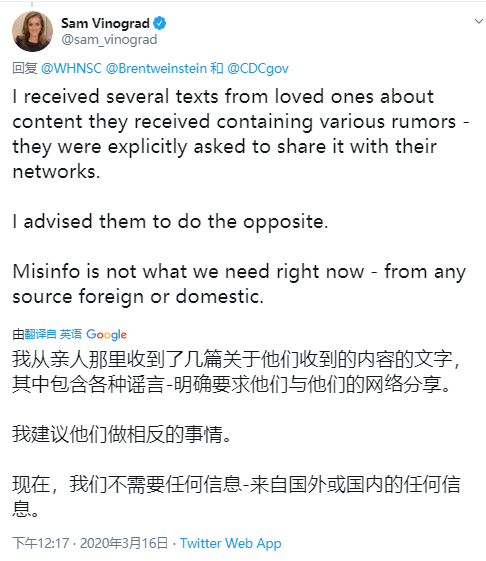 Sam Vinograd
@sam_vinograd
回复 @WHNSC @Brentweinstein 和 @CDCgov
I received several texts from loved ones about
content they received containing various rumors -
they were explicitly asked to share it with their
networks.
I advised them to do the opposite.
Misinfo is not what we need right now - from any
source foreign or domestic.
由翻译自 英语 Google
我从亲人那里收到了几篇关于他们收到的内容的文字，
其中包含各种谣言-明确要求他们与他们的网络分享。
我建议他们做相反的事情。
现在，我们不需要任何信息-来自国外或国内的任何信
息。
下午12:17 · 2020年3月16日 · Twitter Web App